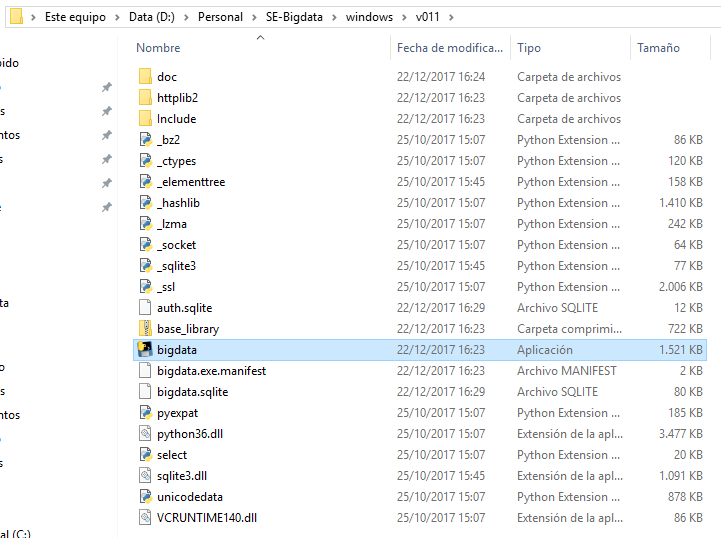 Este equipo > Data (D:) > Personal > SE-Bigdata > windows > v011 >
Nombre Fecha de modifica... Tipo Tamaño
doc 22/12/2017 16:24 Carpeta de archivos
httplib2 22/12/2017 16:23 Carpeta de archivos
Include 22/12/2017 16:23 Carpeta de archivos
_bz2 25/10/2017 15:07 Python Extension ... 86 KB
_ctypes 25/10/2017 15:07 Python Extension ... 120 KB
_elementtree 25/10/2017 15:45 Python Extension ... 158 KB
_hashlib 25/10/2017 15:07 Python Extension ... 1.410 KB
_lzma 25/10/2017 15:07 Python Extension ... 242 KB
_socket 25/10/2017 15:07 Python Extension ... 64 KB
_sqlite3 25/10/2017 15:45 Python Extension ... 77 KB
_ssl 25/10/2017 15:07 Python Extension ... 2.006 KB
auth.sqlite 22/12/2017 16:29 Archivo SQLITE 12 KB
base_library 22/12/2017 16:23 Carpeta comprimi... 722 KB
bigdata 22/12/2017 16:23 Aplicación 1.521 KB
bigdata.exe.manifest 22/12/2017 16:23 Archivo MANIFEST 2 KB
bigdata.sqlite 22/12/2017 16:29 Archivo SQLITE 80 KB
pyexpat 25/10/2017 15:07 Python Extension ... 185 KB
python36.dll 25/10/2017 15:07 Extensión de la apl... 3.477 KB
select 25/10/2017 15:07 Python Extension ... 20 KB
sqlite3.dll 25/10/2017 15:45 Extensión de la apl... 1.091 KB
unicodedata 25/10/2017 15:07 Python Extension ... 878 KB
VCRUNTIME140.dll 25/10/2017 15:07 Extensión de la apl... 86 KB